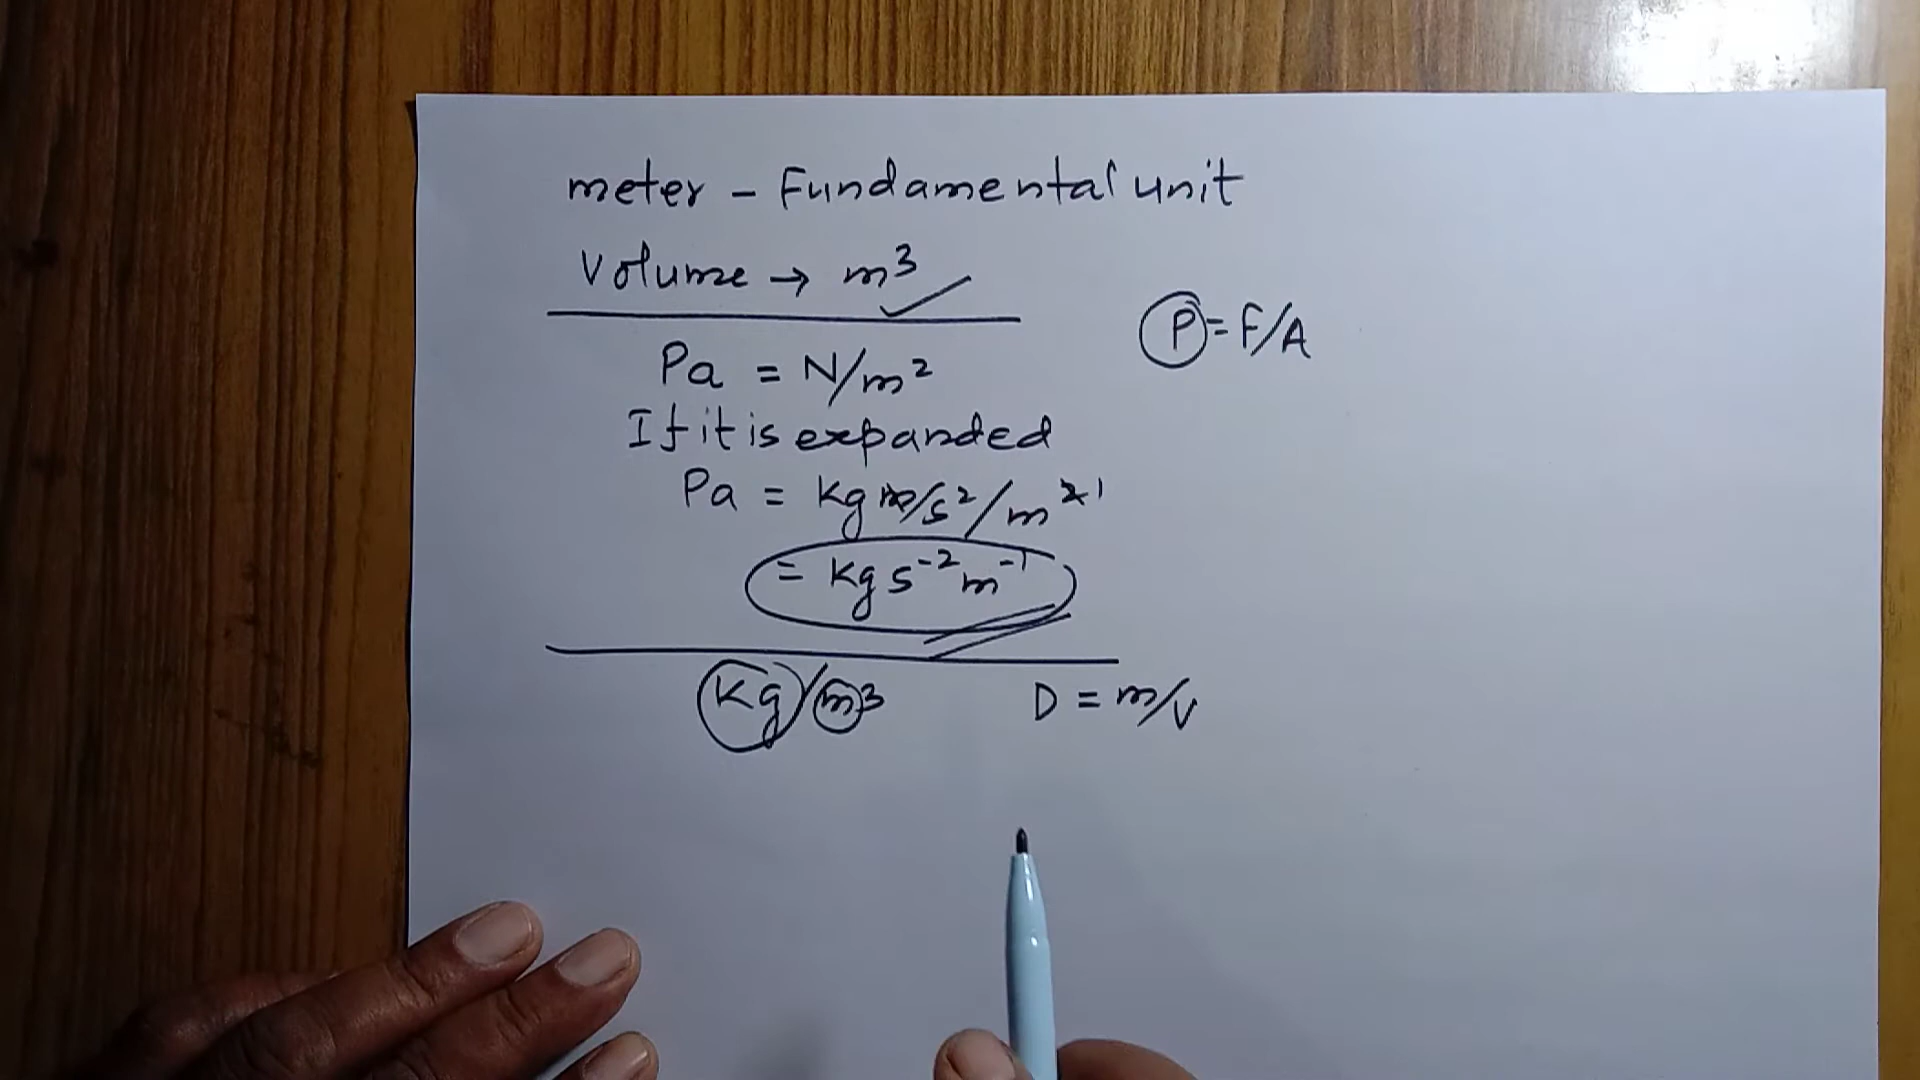 meter - Fundamental unit
Volume → m³
P = F/A
Pa = N/m²
If it is expanded
Pa = kg m/s²/m² 1
= kg s⁻² m⁻¹
kg/m³
D = m/v